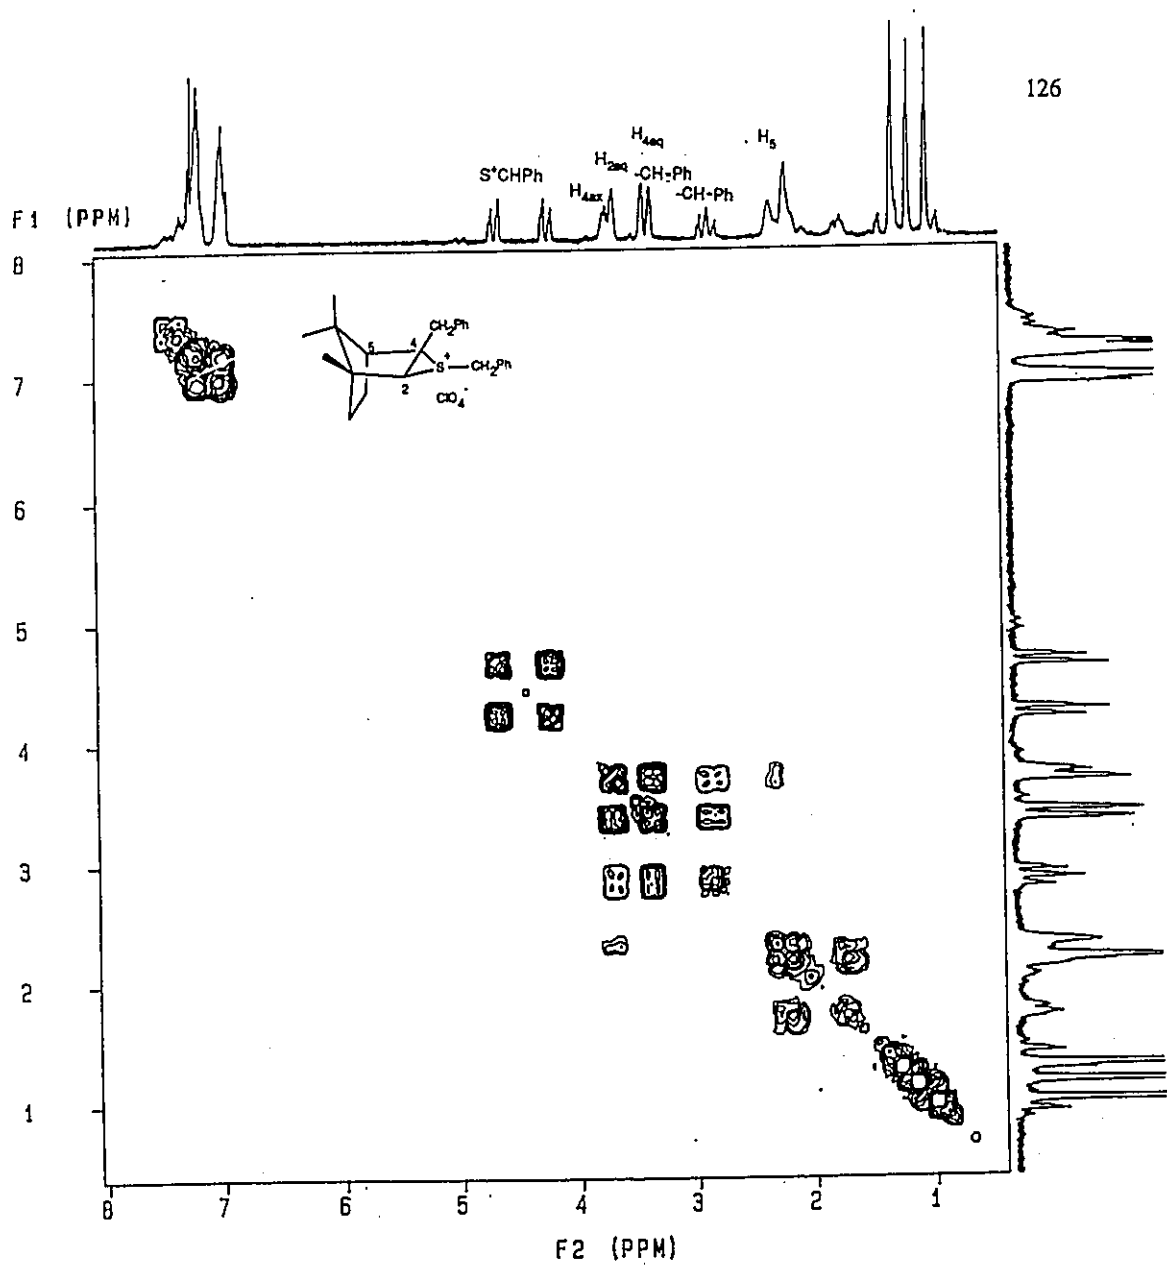 126
H4eq
H5
H2eq
-CH-Ph
S+CHPh
H4ax
-CH-Ph
F1 (PPM)
8
CH2Ph
5
4
S+
CH2Ph
2
ClO4-
7
6
5
4
3
2
1
8 7 6 5 4 3 2 1
F2 (PPM)